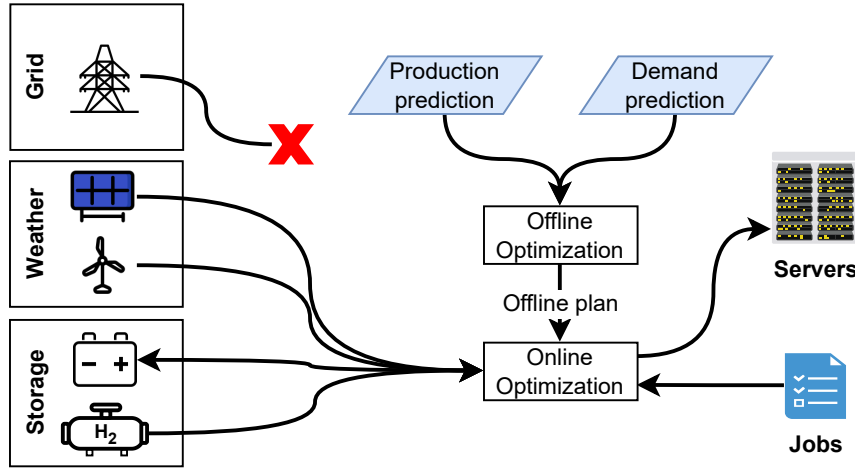 Grid
Production
prediction
Demand
prediction
X
Weather
Offline
Optimization
Servers
Offline plan
Storage
Online
Optimization
H2
Jobs